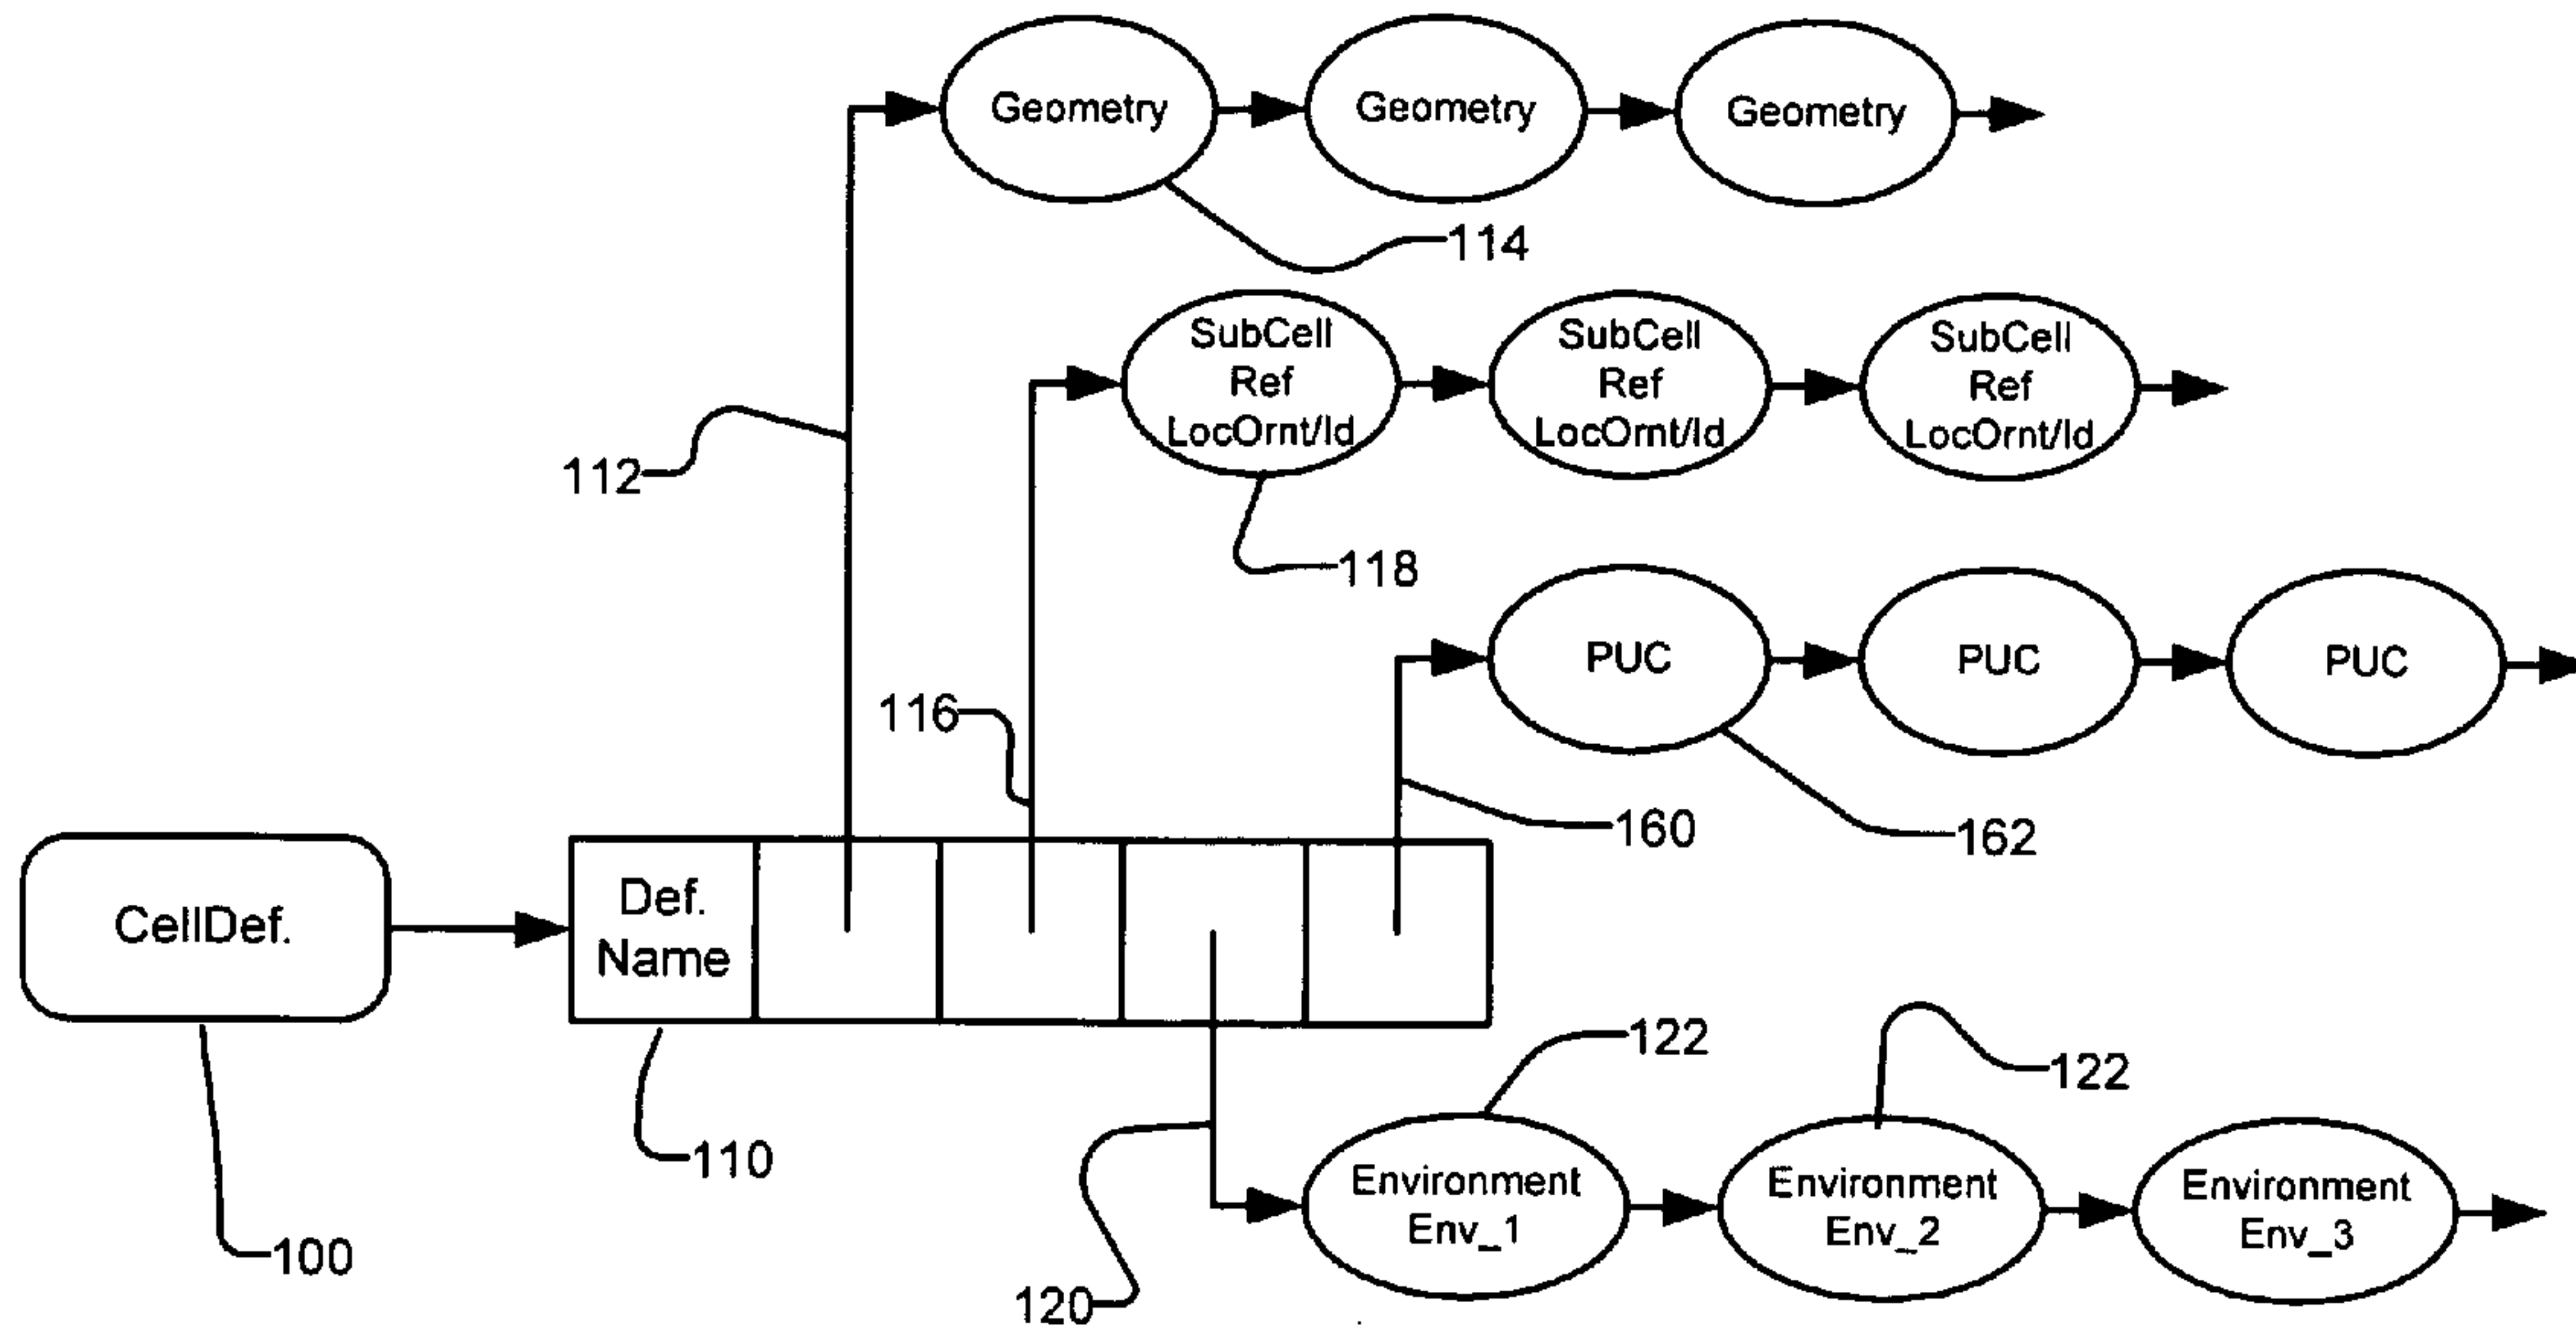 Geometry
Geometry
Geometry
114
SubCell
Ref
LocOrnt/Id
SubCell
Ref
LocOrnt/Id
SubCell
Ref
LocOrnt/Id
112
118
PUC
PUC
PUC
116
160
162
CellDef.
Def.
Name
122
122
110
Environment
Env_1
Environment
Env_2
Environment
Env_3
100
120